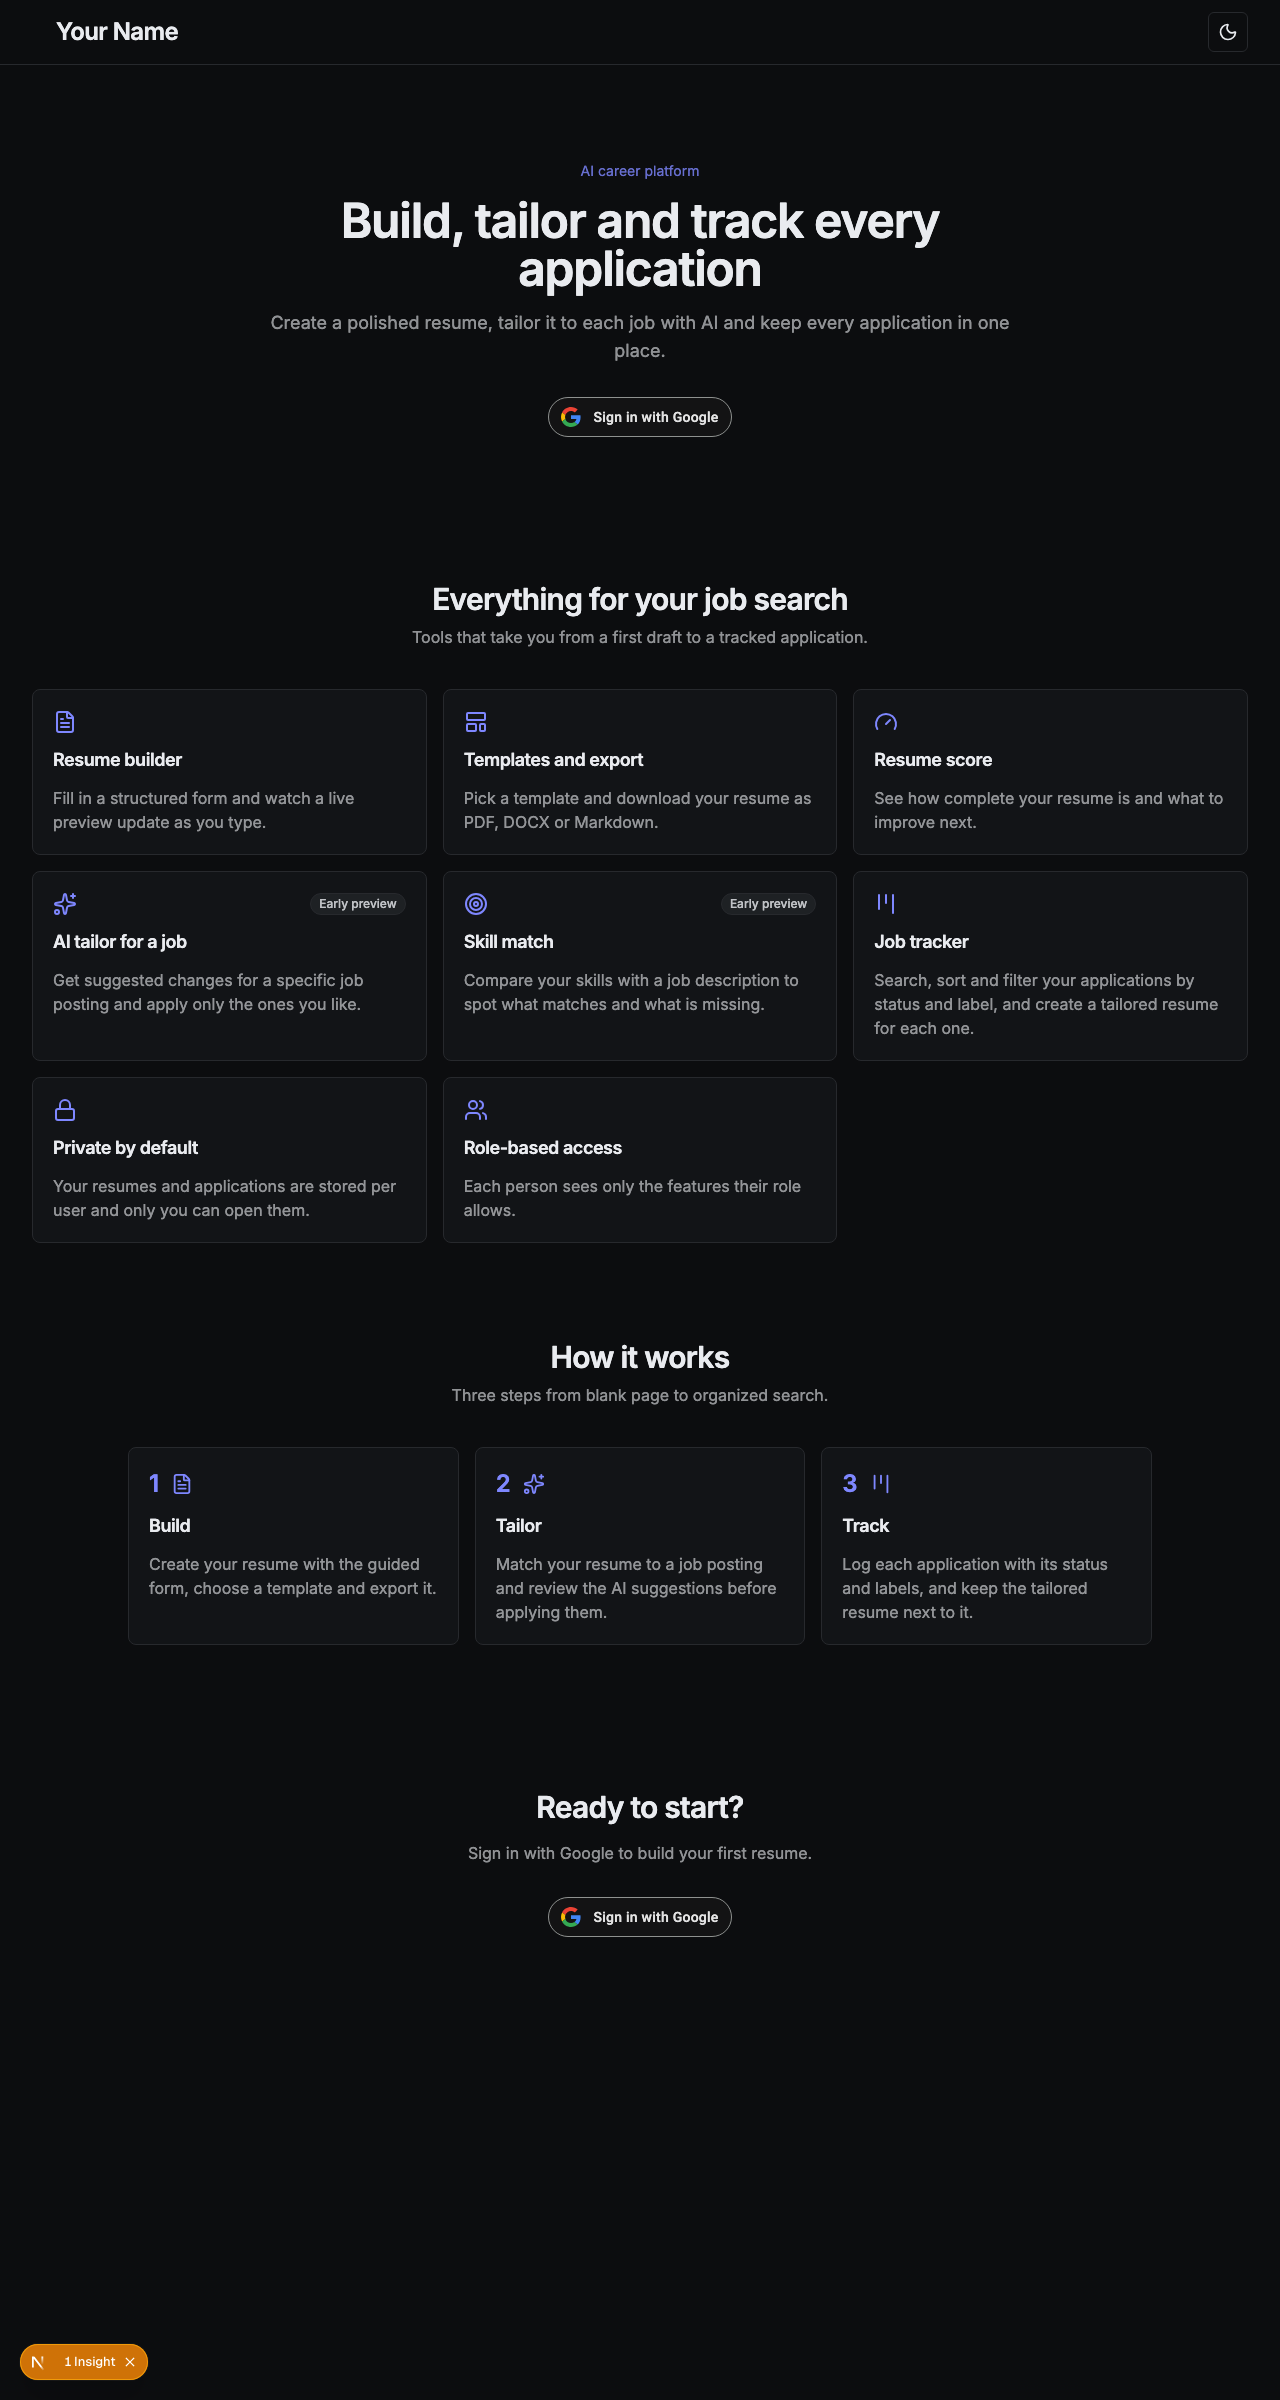 Your Name
AI career platform
Build, tailor and track every
application
Create a polished resume, tailor it to each job with AI and keep every application in one
place.
Sign in with Google
Everything for your job search
Tools that take you from a first draft to a tracked application.
Resume builder
Fill in a structured form and watch a live
preview update as you type.
Templates and export
Pick a template and download your resume as
PDF, DOCX or Markdown.
Resume score
See how complete your resume is and what to
improve next.
Early preview
AI tailor for a job
Get suggested changes for a specific job
posting and apply only the ones you like.
Early preview
Skill match
Compare your skills with a job description to
spot what matches and what is missing.
Job tracker
Search, sort and filter your applications by
status and label, and create a tailored resume
for each one.
Private by default
Your resumes and applications are stored per
user and only you can open them.
Role-based access
Each person sees only the features their role
allows.
How it works
Three steps from blank page to organized search.
1
Build
Create your resume with the guided
form, choose a template and export it.
2
Tailor
Match your resume to a job posting
and review the AI suggestions before
applying them.
3
Track
Log each application with its status
and labels, and keep the tailored
resume next to it.
Ready to start?
Sign in with Google to build your first resume.
Sign in with Google
1 Insight